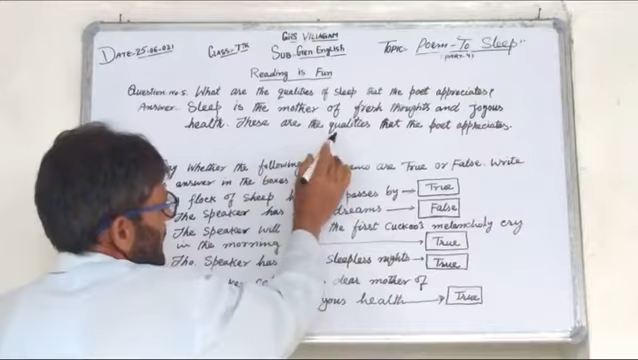 GHS VILLAGAM
DATE-25.06.021 CLASS:7TH SUB:Gen English TOPIC- Poem-To Sleep
(PART-4)
Reading is Fun
Question no 5. What are the qualities of sleep that the poet appreciates?
Answer. Sleep is the mother of fresh thoughts and joyous
health. These are the qualities that the poet appreciates.
whether the following are True or False. Write
answer in the boxes
flock of sheep passes by → True
The Speaker has dreams → False
The Speaker will the first cuckoo's melancholy cry
in the morning → True
The Speaker has sleepless nights → True
dear mother of
health → True